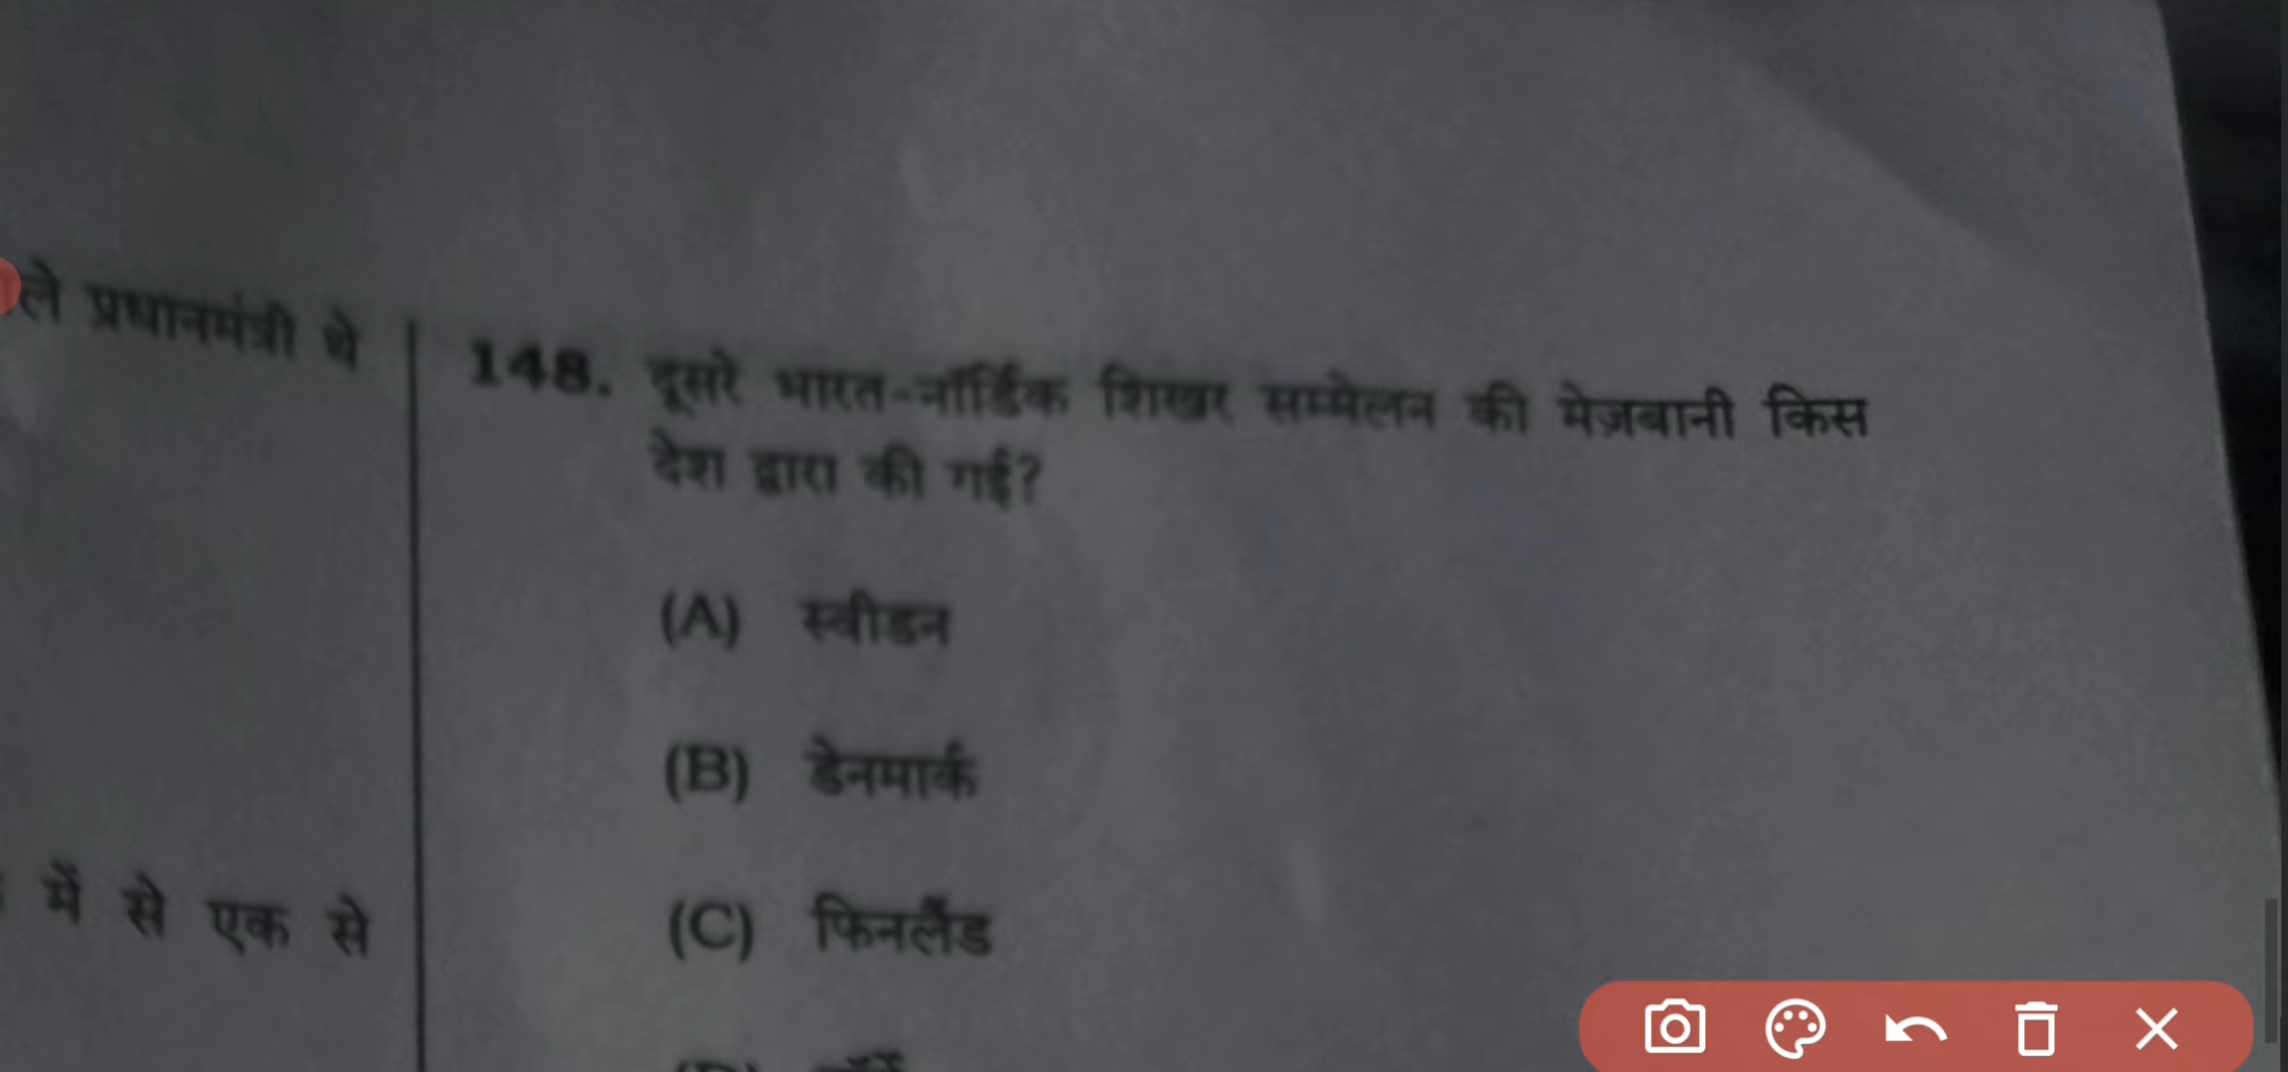 ले प्रधानमंत्री थे
में से एक से
148. दूसरे भारत-नॉर्डिक शिखर सम्मेलन की मेज़बानी किस
देश द्वारा की गई?
(A) स्वीडन
(B) डेनमार्क
(C) फिनलैंड